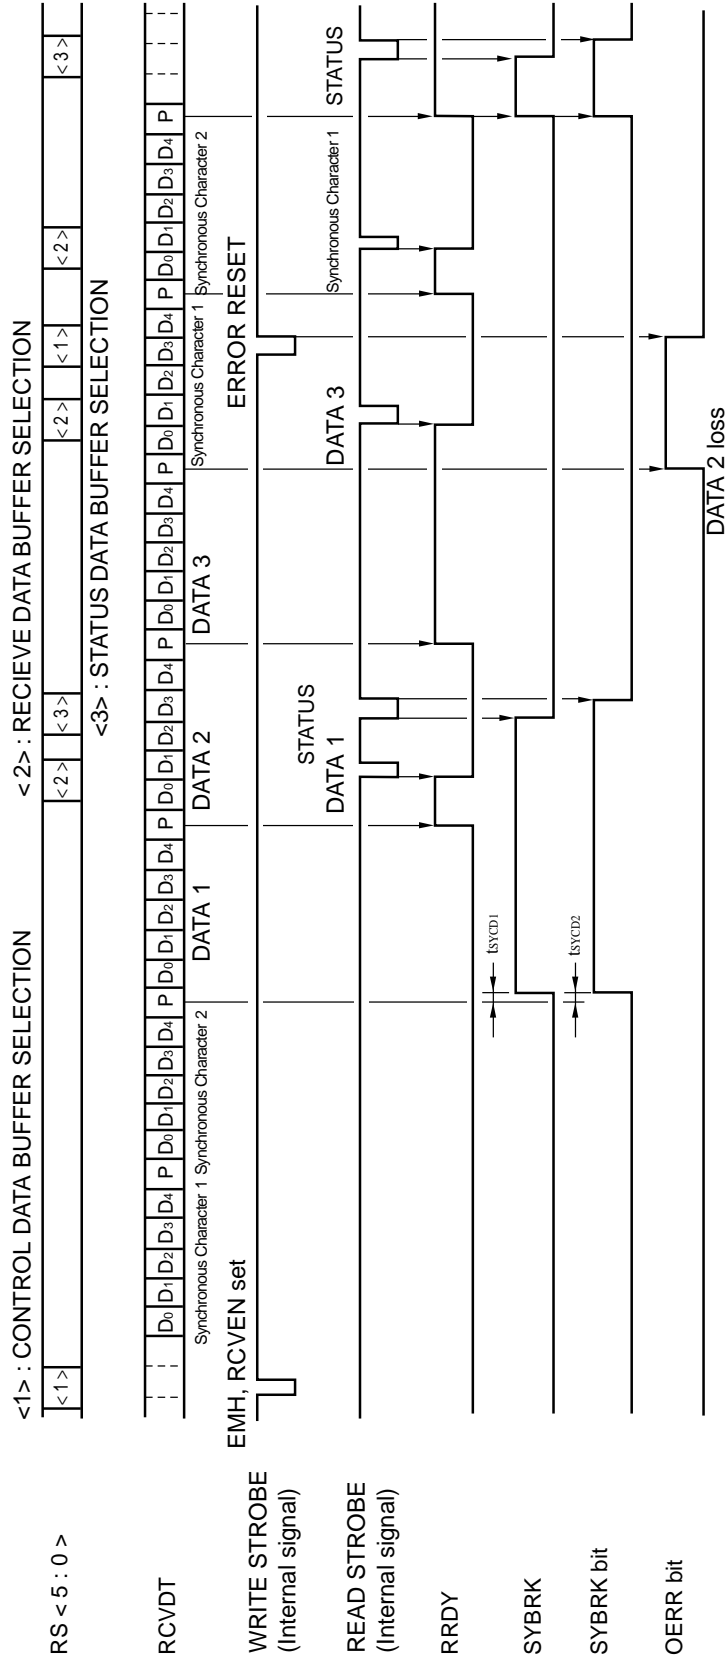 <1> : CONTROL DATA BUFFER SELECTION <2> : RECIEVE DATA BUFFER SELECTION
<3> : STATUS DATA BUFFER SELECTION
RS < 5 : 0 > <1> <2> <3> <2> <1> <2> <3>
RCVDT D0 D1 D2 D3 D4 P D0 D1 D2 D3 D4 P D0 D1 D2 D3 D4 P D0 D1 D2 D3 D4 P D0 D1 D2 D3 D4 P D0 D1 D2 D3 D4 P D0 D1 D2 D3 D4 P
Synchronous Character 1 Synchronous Character 2 DATA 1 DATA 2 DATA 3 Synchronous Character 1 Synchronous Character 2
EMH, RCVEN set ERROR RESET
WRITE STROBE
(Internal signal)
STATUS
DATA 1 DATA 3 Synchronous Character 1 STATUS
READ STROBE
(Internal signal)
RRDY
tSYCD1
SYBRK
tSYCD2
SYBRK bit
OERR bit
DATA 2 loss